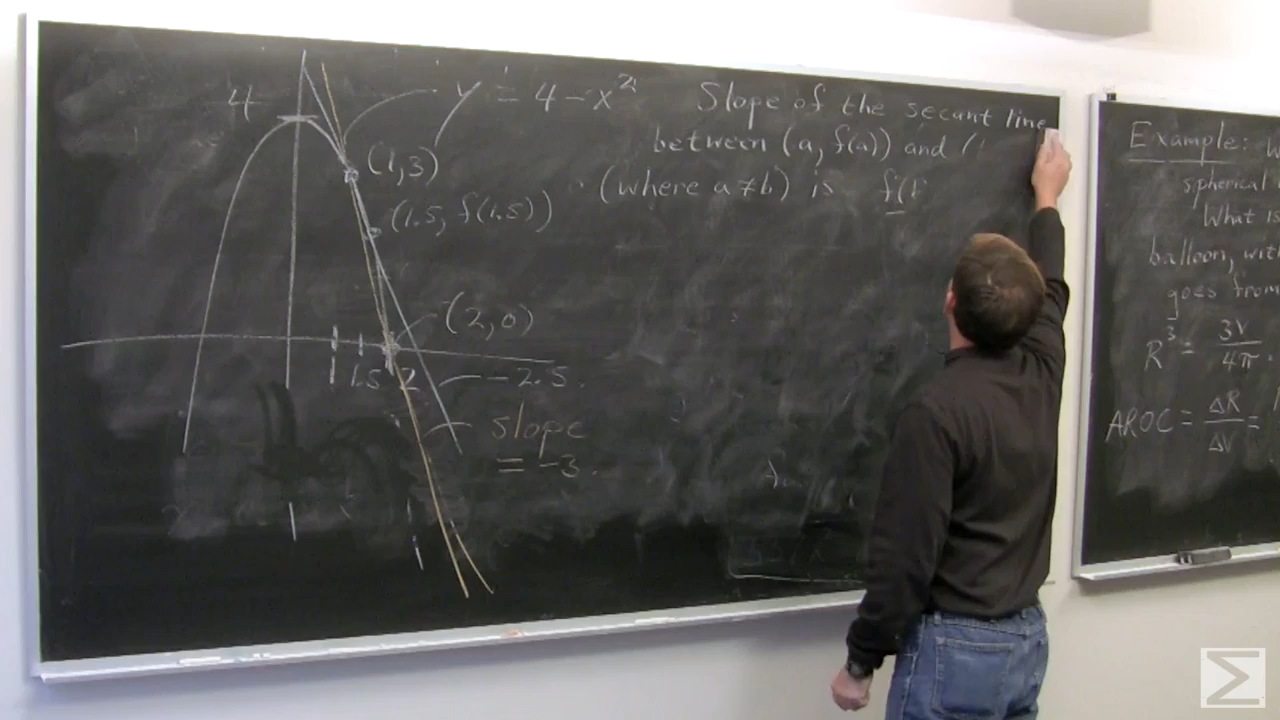 4
y = 4 - x²
(1,3)
(1.5, f(1.5))
(2,0)
1.5 2
-2.5.
slope
= -3.
Slope of the secant line
between (a, f(a)) and (
(where a ≠ b) is f(
Example:
spherical
What is
balloon, with
goes from
R³ = 3V/4π.
AROC = ΔR/ΔV =
Σ